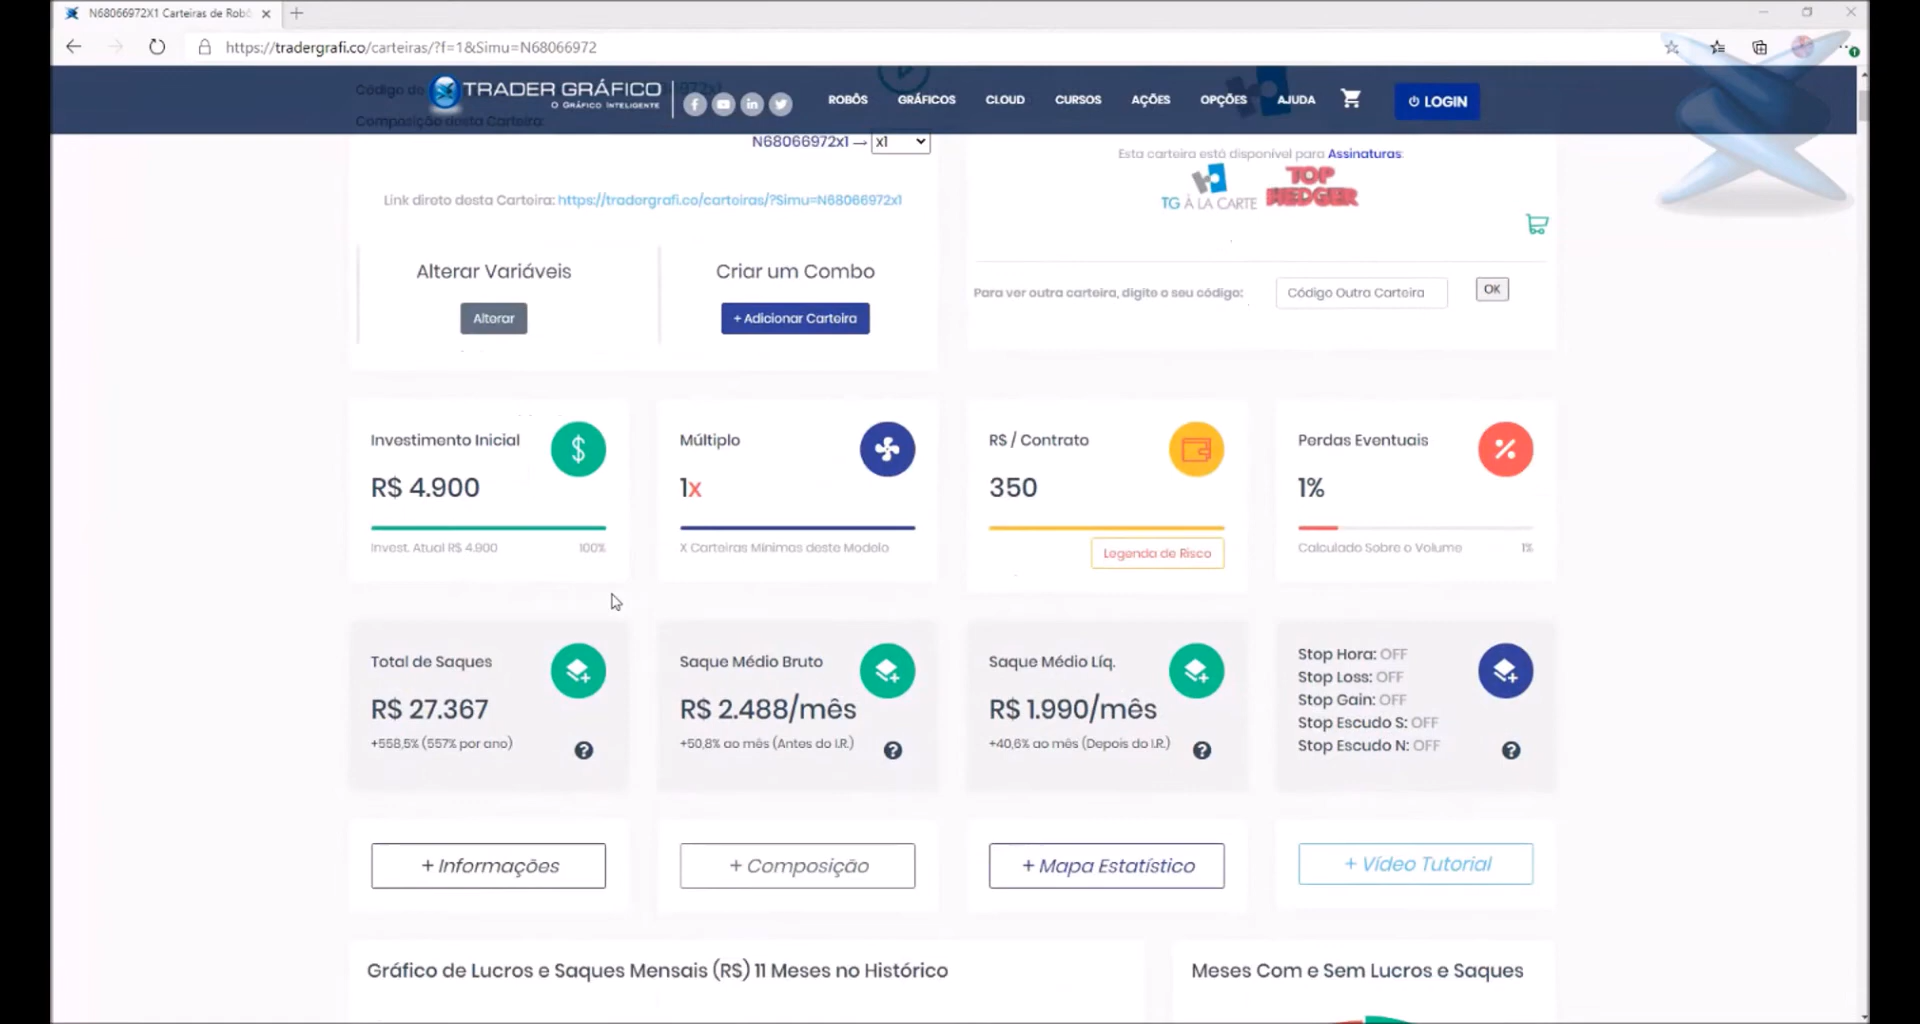 N68066972X1 Carteiras de Robô
https://tradergrafi.co/carteiras/?f=1&Simu=N68066972
Código de
TRADER GRÁFICO
O GRÁFICO INTELIGENTE
ROBÔS
GRÁFICOS
CLOUD
CURSOS
AÇÕES
OPÇÕES
AJUDA
LOGIN
Composição desta Carteira:
N68066972x1 → x1
Link direto desta Carteira: https://tradergrafi.co/carteiras/?Simu=N68066972x1
Alterar Variáveis
Criar um Combo
Alterar
+ Adicionar Carteira
Esta carteira está disponível para Assinaturas:
TG À LA CARTE
TOP HEDGER
Para ver outra carteira, digite o seu código:
Código Outra Carteira
OK
Investimento Inicial
R$ 4.900
Invest. Atual R$ 4.900 100%
Múltiplo
1x
X Carteiras Mínimas deste Modelo
R$ / Contrato
350
Legenda de Risco
Perdas Eventuais
1%
Calculado Sobre o Volume 1%
Total de Saques
R$ 27.367
+558,5% (557% por ano)
Saque Médio Bruto
R$ 2.488/mês
+50,8% ao mês (Antes do I.R.)
Saque Médio Líq.
R$ 1.990/mês
+40,6% ao mês (Depois do I.R.)
Stop Hora: OFF
Stop Loss: OFF
Stop Gain: OFF
Stop Escudo S: OFF
Stop Escudo N: OFF
+ Informações
+ Composição
+ Mapa Estatístico
+ Vídeo Tutorial
Gráfico de Lucros e Saques Mensais (R$) 11 Meses no Histórico
Meses Com e Sem Lucros e Saques